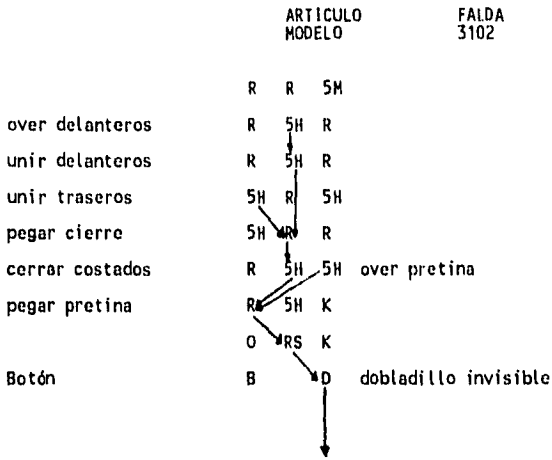 ARTICULO FALDA
MODELO 3102
R R 5M
over delanteros R 5H R
unir delanteros R 5H R
unir traseros 5H R 5H
pegar cierre 5H R R
cerrar costados R 5H 5H over pretina
pegar pretina R 5H K
O RS K
Botón B D dobladillo invisible